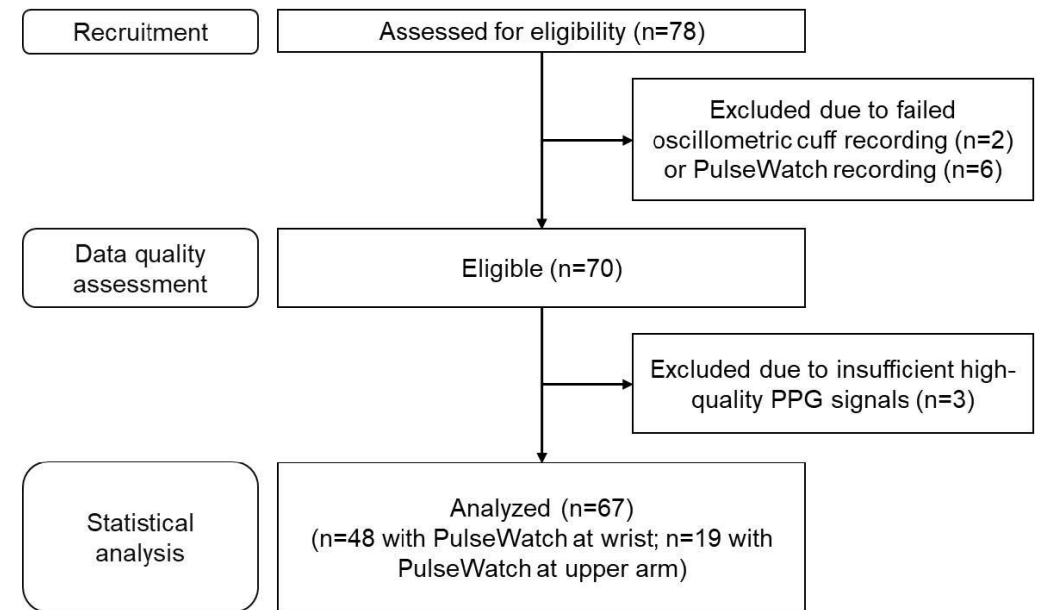 Recruitment
Assessed for eligibility (n=78)
Excluded due to failed
oscillometric cuff recording (n=2)
or PulseWatch recording (n=6)
Data quality
assessment
Eligible (n=70)
Excluded due to insufficient high-
quality PPG signals (n=3)
Statistical
analysis
Analyzed (n=67)
(n=48 with PulseWatch at wrist; n=19 with
PulseWatch at upper arm)